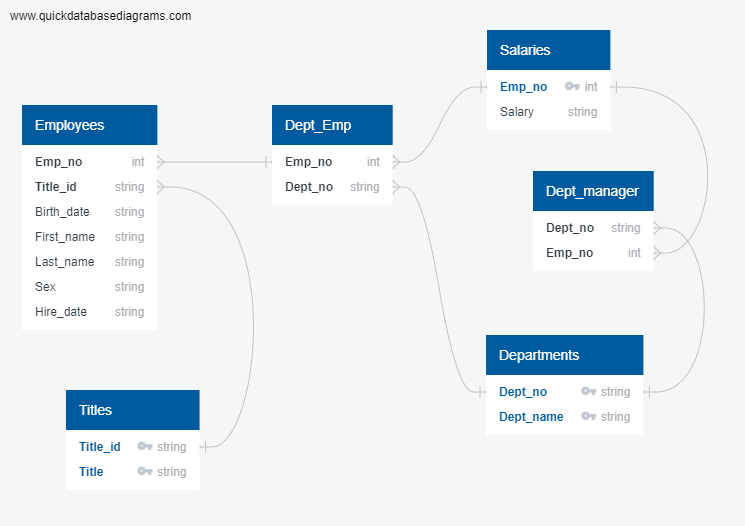 www.quickdatabasediagrams.com
Employees
Emp_no int
Title_id string
Birth_date string
First_name string
Last_name string
Sex string
Hire_date string
Dept_Emp
Emp_no int
Dept_no string
Salaries
Emp_no int
Salary string
Dept_manager
Dept_no string
Emp_no int
Departments
Dept_no string
Dept_name string
Titles
Title_id string
Title string